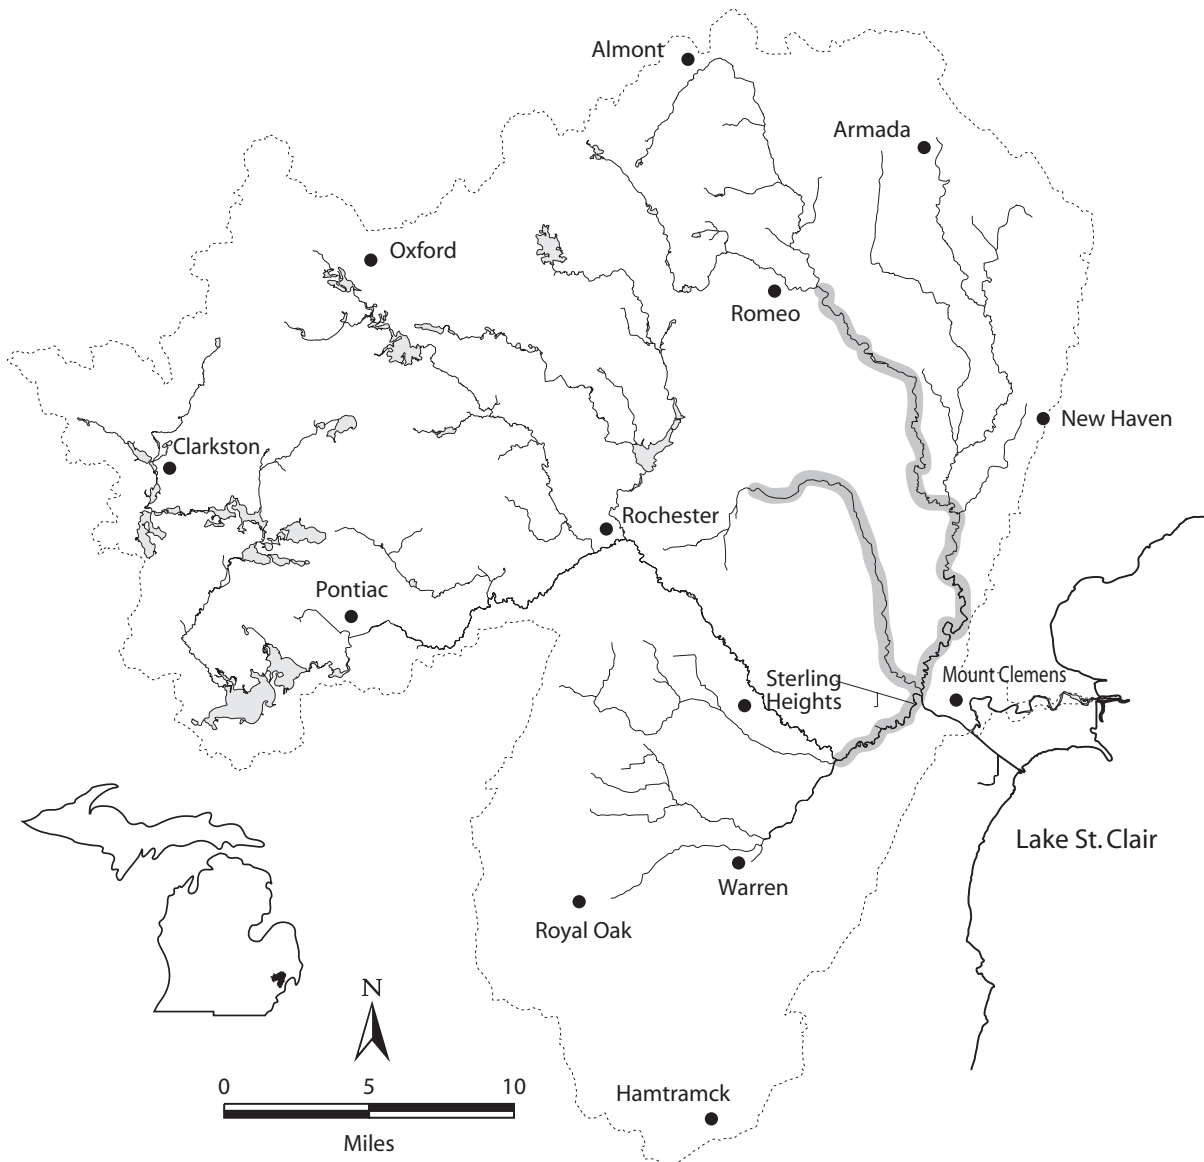 Almont
Armada
Oxford
Romeo
New Haven
Clarkston
Rochester
Pontiac
Sterling
Heights
Mount Clemens
Lake St. Clair
Warren
Royal Oak
N
0 5 10
Miles
Hamtramck